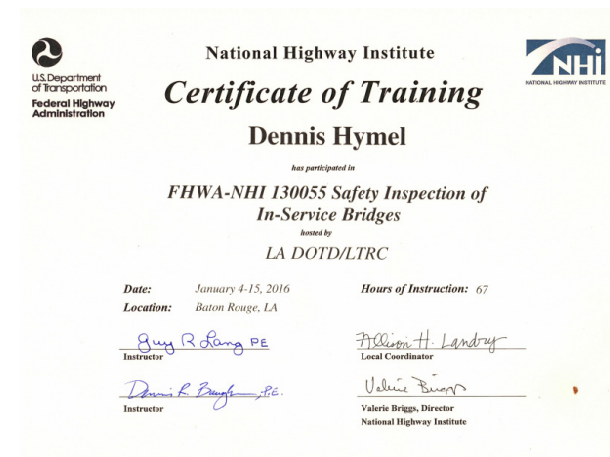 National Highway Institute
U.S. Department
of Transportation
Federal Highway
Administration
NHi
NATIONAL HIGHWAY INSTITUTE
Certificate of Training
Dennis Hymel
has participated in
FHWA-NHI 130055 Safety Inspection of
In-Service Bridges
hosted by
LA DOTD/LTRC
Date: January 4-15, 2016 Hours of Instruction: 67
Location: Baton Rouge, LA
Guy R Lang PE
Instructor
Allison H. Landry
Local Coordinator
Dennis R. P.E.
Instructor
Valerie Briggs
Valerie Briggs, Director
National Highway Institute